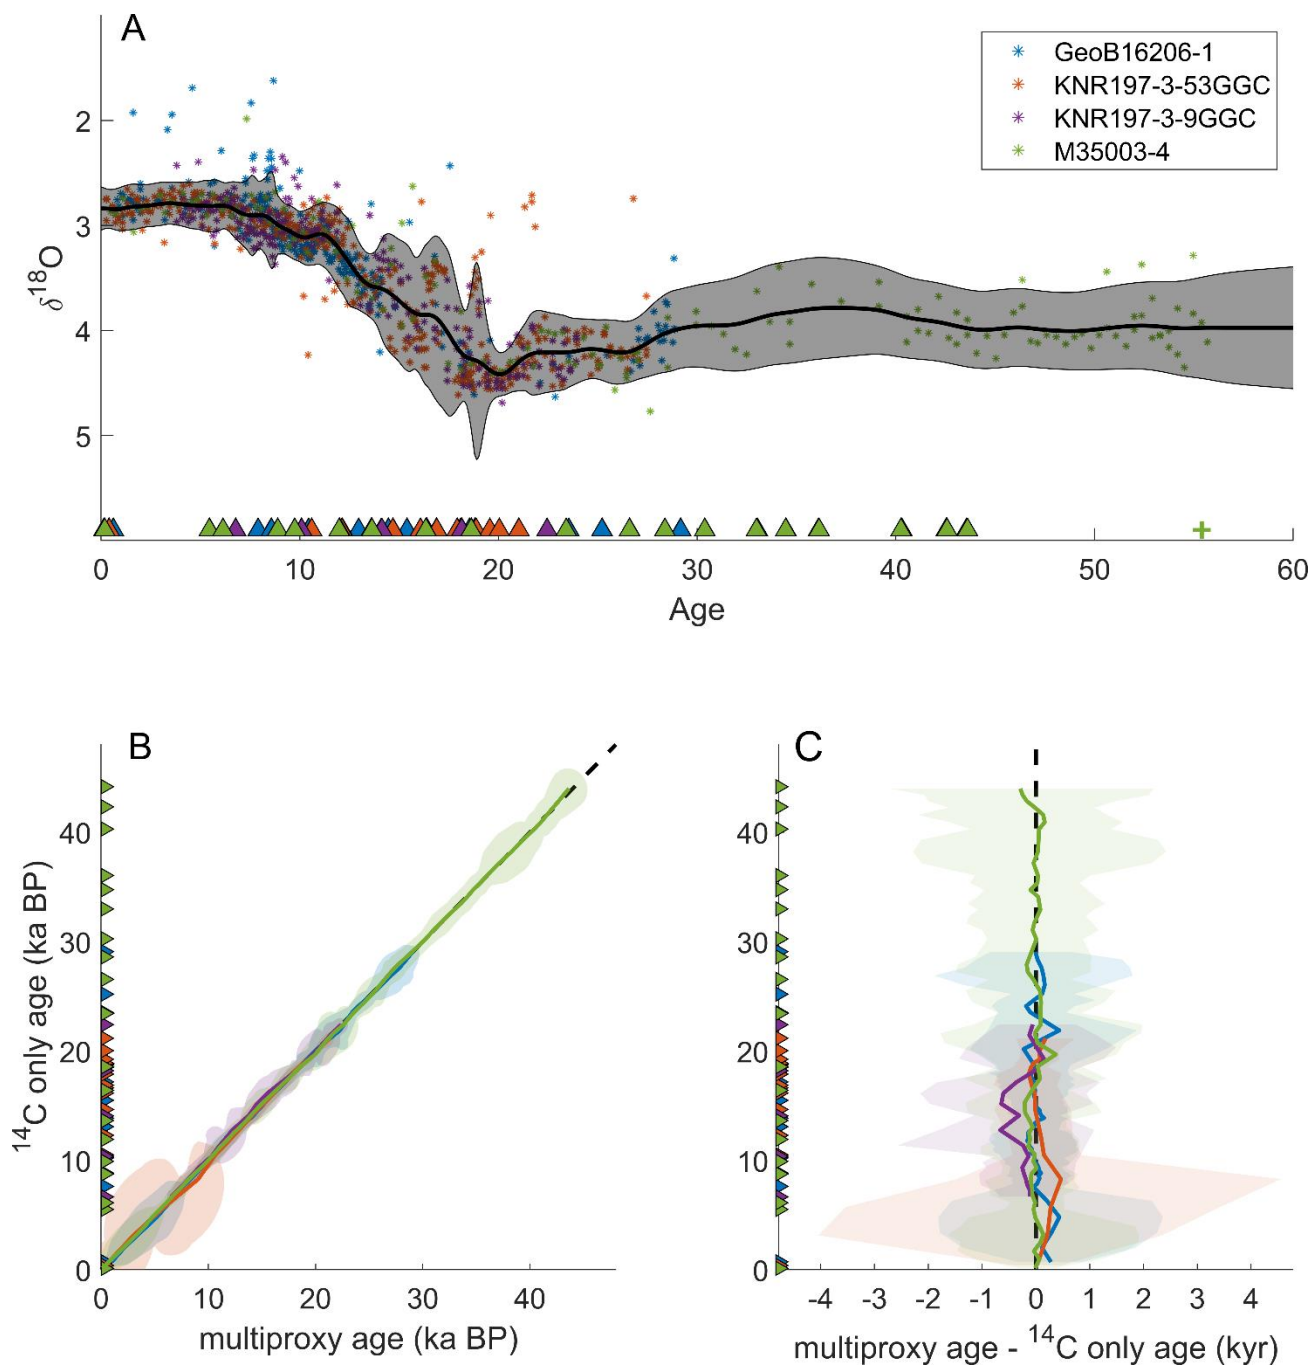 A
GeoB16206-1
KNR197-3-53GGC
KNR197-3-9GGC
M35003-4
2
3
4
5
δ18O
0 10 20 30 40 50 60
Age
B
40
30
20
10
0
14C only age (ka BP)
0 10 20 30 40
multiproxy age (ka BP)
C
40
30
20
10
0
-4 -3 -2 -1 0 1 2 3 4
multiproxy age - 14C only age (kyr)